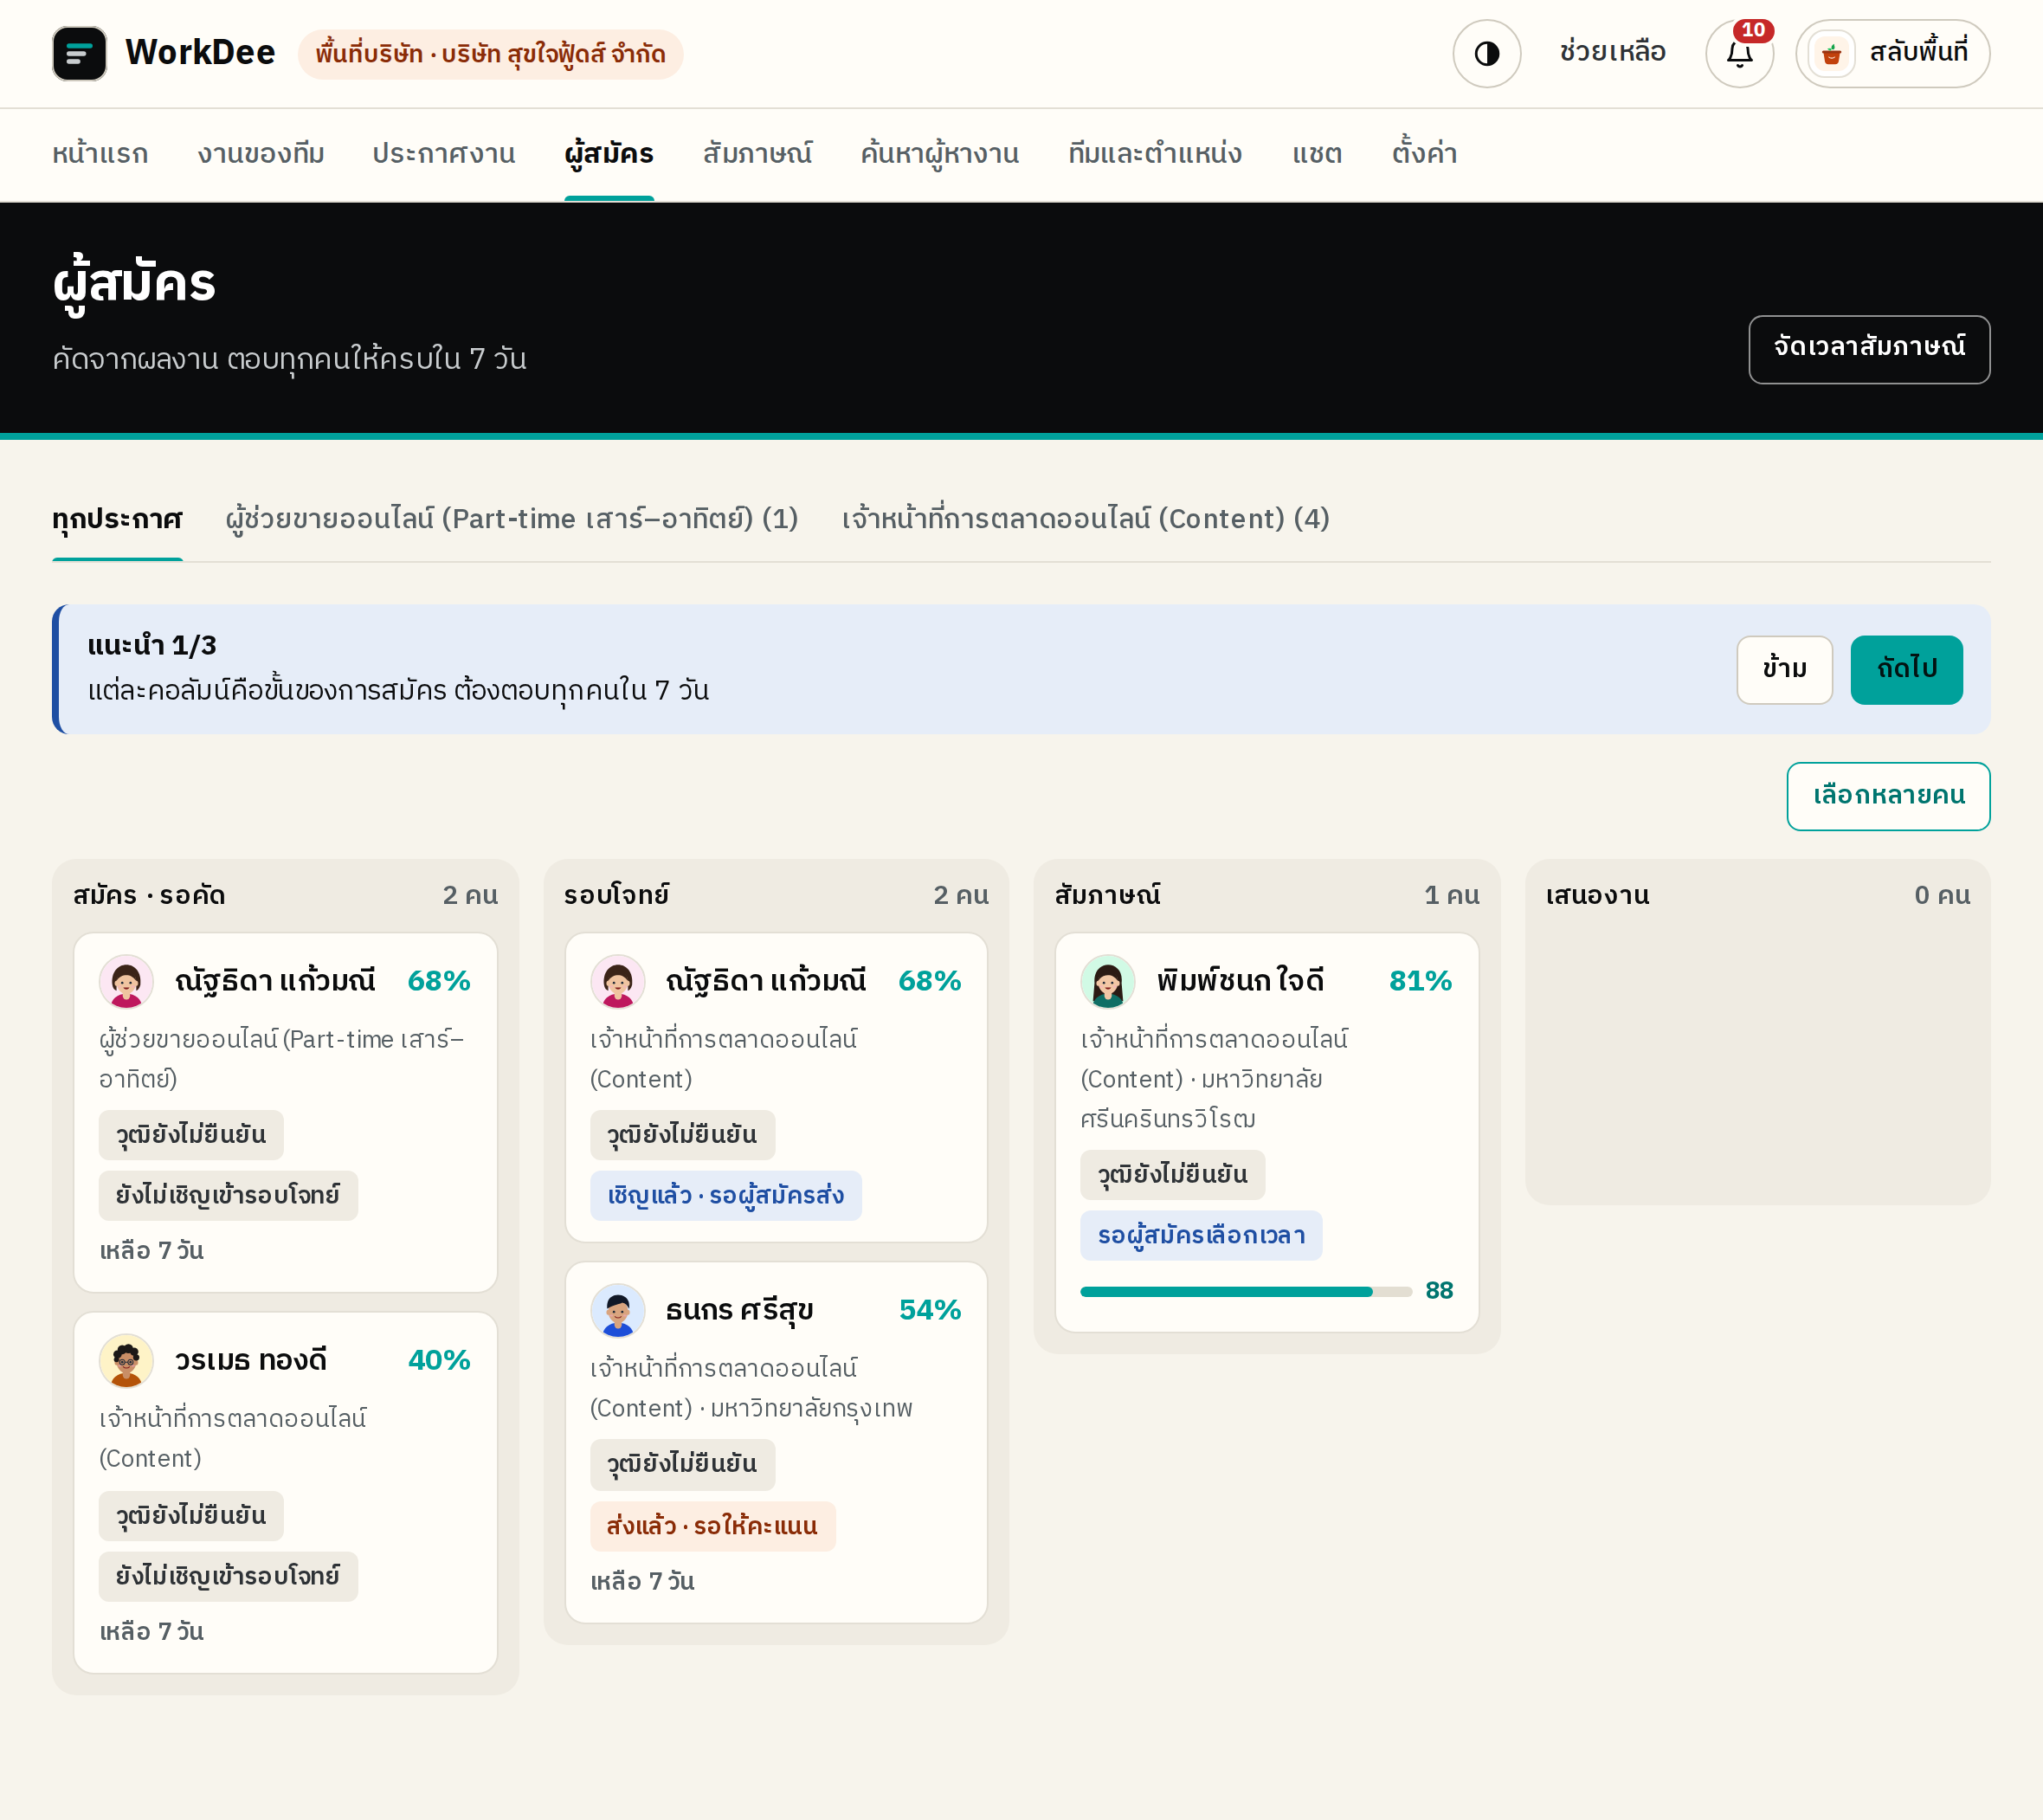 WorkDee
พื้นที่บริษัท · บริษัท สุขใจฟู้ดส์ จำกัด
ช่วยเหลือ
10
สลับพื้นที่
หน้าแรก
งานของทีม
ประกาศงาน
ผู้สมัคร
สัมภาษณ์
ค้นหาผู้หางาน
ทีมและตำแหน่ง
แชต
ตั้งค่า
ผู้สมัคร
คัดจากผลงาน ตอบทุกคนให้ครบใน 7 วัน
จัดเวลาสัมภาษณ์
ทุกประกาศ
ผู้ช่วยขายออนไลน์ (Part-time เสาร์–อาทิตย์) (1)
เจ้าหน้าที่การตลาดออนไลน์ (Content) (4)
แนะนำ 1/3
แต่ละคอลัมน์คือขั้นของการสมัคร ต้องตอบทุกคนใน 7 วัน
ข้าม
ถัดไป
เลือกหลายคน
สมัคร · รอคัด
2 คน
ณัฐธิดา แก้วมณี
68%
ผู้ช่วยขายออนไลน์ (Part-time เสาร์–
อาทิตย์)
วุฒิยังไม่ยืนยัน
ยังไม่เชิญเข้ารอบโจทย์
เหลือ 7 วัน
วรเมธ ทองดี
40%
เจ้าหน้าที่การตลาดออนไลน์
(Content)
วุฒิยังไม่ยืนยัน
ยังไม่เชิญเข้ารอบโจทย์
เหลือ 7 วัน
รอบโจทย์
2 คน
ณัฐธิดา แก้วมณี
68%
เจ้าหน้าที่การตลาดออนไลน์
(Content)
วุฒิยังไม่ยืนยัน
เชิญแล้ว · รอผู้สมัครส่ง
ธนกร ศรีสุข
54%
เจ้าหน้าที่การตลาดออนไลน์
(Content) · มหาวิทยาลัยกรุงเทพ
วุฒิยังไม่ยืนยัน
ส่งแล้ว · รอให้คะแนน
เหลือ 7 วัน
สัมภาษณ์
1 คน
พิมพ์ชนก ใจดี
81%
เจ้าหน้าที่การตลาดออนไลน์
(Content) · มหาวิทยาลัย
ศรีนครินทรวิโรฒ
วุฒิยังไม่ยืนยัน
รอผู้สมัครเลือกเวลา
88
เสนองาน
0 คน